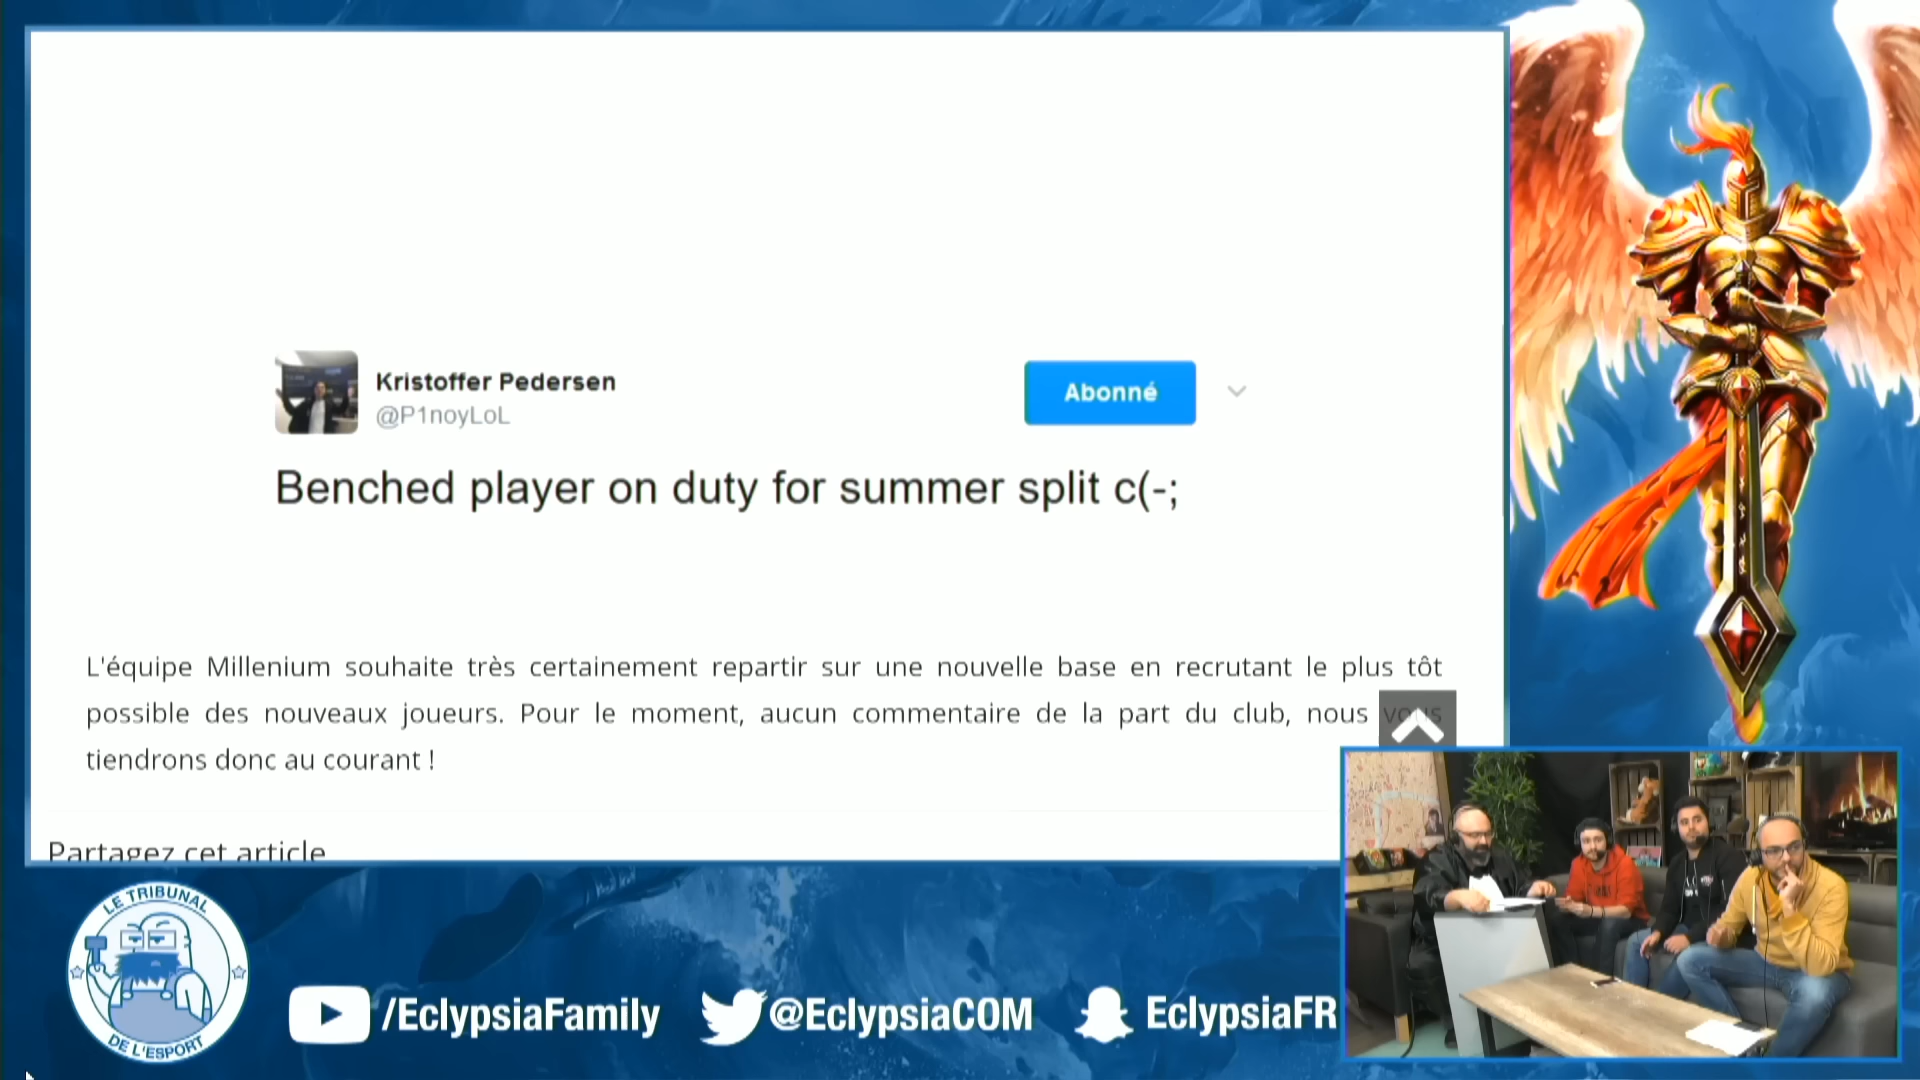 Kristoffer Pedersen
@P1noyLoL
Abonné
Benched player on duty for summer split c(-;
L'équipe Millenium souhaite très certainement repartir sur une nouvelle base en recrutant le plus tôt
possible des nouveaux joueurs. Pour le moment, aucun commentaire de la part du club, nous vous
tiendrons donc au courant !
Partagez cet article
LE TRIBUNAL
DE L'ESPORT
/EclypsiaFamily
@EclypsiaCOM
EclypsiaFR